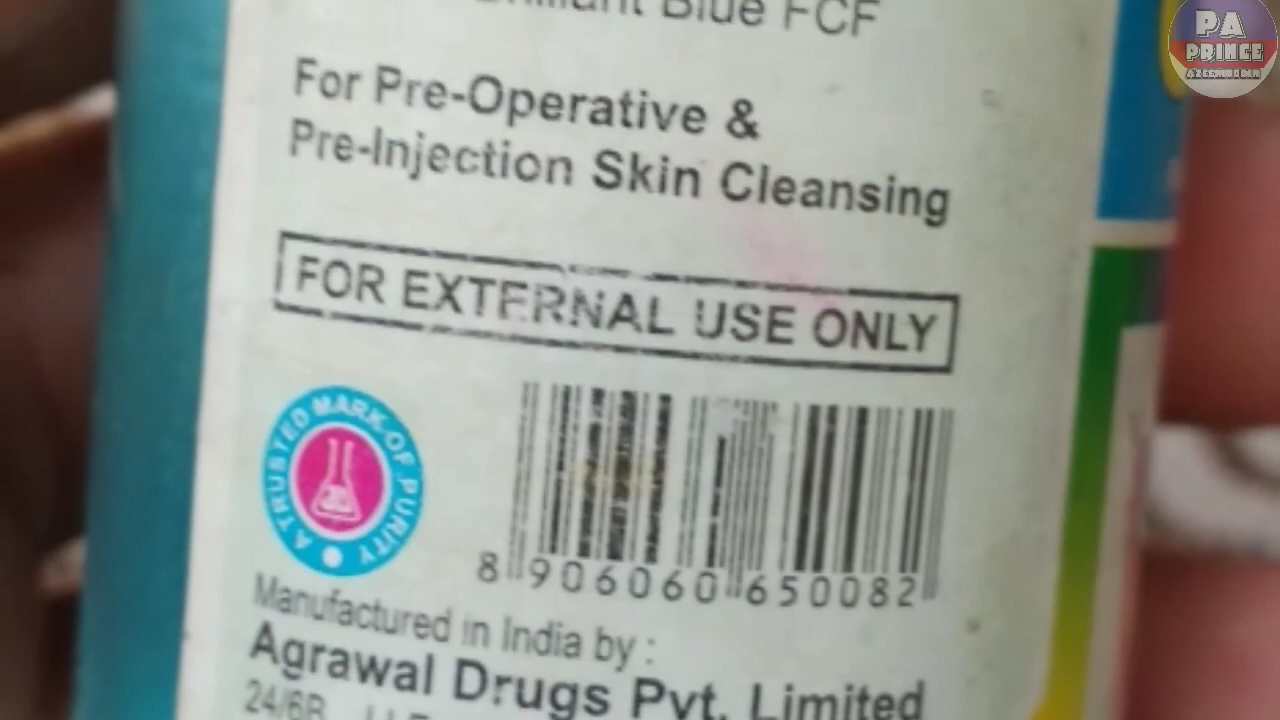 Brilliant Blue FCF
For Pre-Operative &
Pre-Injection Skin Cleansing
FOR EXTERNAL USE ONLY
A TRUSTED MARK OF PURITY
8 906060 650082
Manufactured in India by :
Agrawal Drugs Pvt. Limited
24/6B
PA
PRINCE